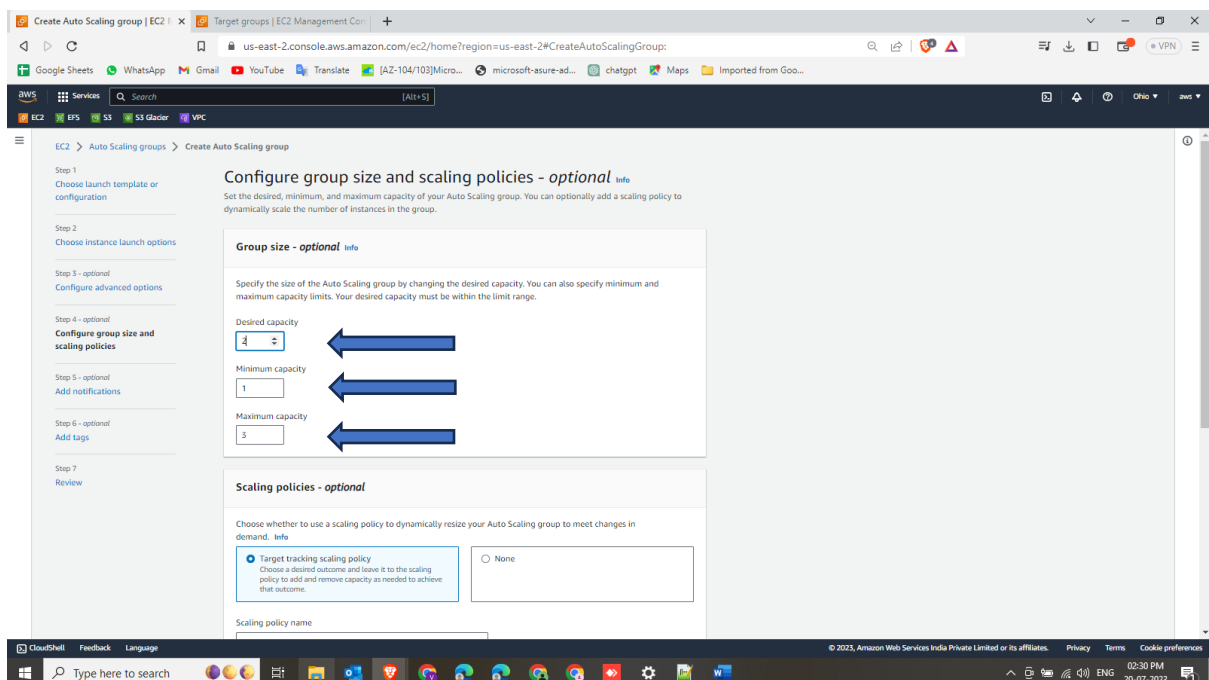 Create Auto Scaling group | EC2
Target groups | EC2 Management Con
us-east-2.console.aws.amazon.com/ec2/home?region=us-east-2#CreateAutoScalingGroup:
VPN
Google Sheets
WhatsApp
Gmail
YouTube
Translate
[AZ-104/103]Micro...
microsoft-asure-ad...
chatgpt
Maps
Imported from Goo...
aws
Services
Search
[Alt+S]
Ohio
aws
EC2
EFS
S3
S3 Glacier
VPC
EC2 > Auto Scaling groups > Create Auto Scaling group
Step 1
Choose launch template or
configuration
Step 2
Choose instance launch options
Step 3 - optional
Configure advanced options
Step 4 - optional
Configure group size and
scaling policies
Step 5 - optional
Add notifications
Step 6 - optional
Add tags
Step 7
Review
Configure group size and scaling policies - optional Info
Set the desired, minimum, and maximum capacity of your Auto Scaling group. You can optionally add a scaling policy to
dynamically scale the number of instances in the group.
Group size - optional Info
Specify the size of the Auto Scaling group by changing the desired capacity. You can also specify minimum and
maximum capacity limits. Your desired capacity must be within the limit range.
Desired capacity
2
Minimum capacity
1
Maximum capacity
3
Scaling policies - optional
Choose whether to use a scaling policy to dynamically resize your Auto Scaling group to meet changes in
demand. Info
Target tracking scaling policy
Choose a desired outcome and leave it to the scaling
policy to add and remove capacity as needed to achieve
that outcome.
None
Scaling policy name
CloudShell
Feedback
Language
© 2023, Amazon Web Services India Private Limited or its affiliates.
Privacy
Terms
Cookie preferences
Type here to search
ENG
02:30 PM
20-07-2023